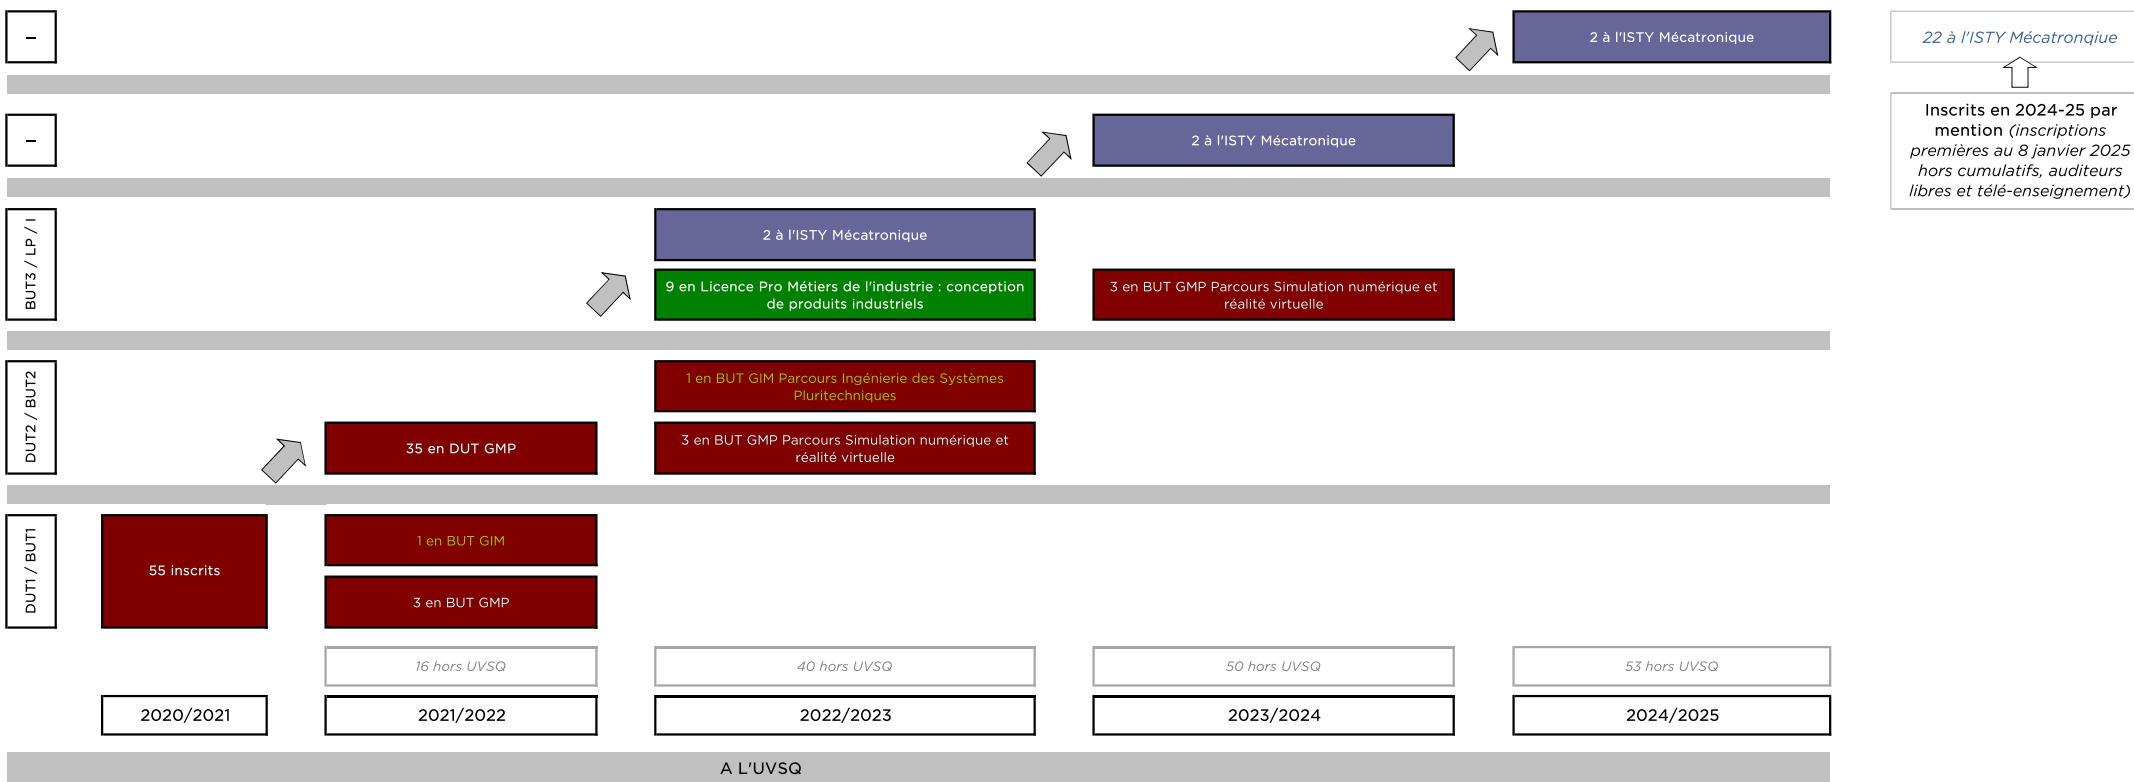 –
2 à l'ISTY Mécatronique
22 à l'ISTY Mécatronqiue
–
2 à l'ISTY Mécatronique
Inscrits en 2024-25 par
mention (inscriptions
premières au 8 janvier 2025
hors cumulatifs, auditeurs
libres et télé-enseignement)
BUT3 / LP / I
2 à l'ISTY Mécatronique
9 en Licence Pro Métiers de l'industrie : conception
de produits industriels
3 en BUT GMP Parcours Simulation numérique et
réalité virtuelle
DUT2 / BUT2
1 en BUT GIM Parcours Ingénierie des Systèmes
Pluritechniques
35 en DUT GMP
3 en BUT GMP Parcours Simulation numérique et
réalité virtuelle
DUT1 / BUT1
55 inscrits
1 en BUT GIM
3 en BUT GMP
16 hors UVSQ
40 hors UVSQ
50 hors UVSQ
53 hors UVSQ
2020/2021
2021/2022
2022/2023
2023/2024
2024/2025
A L'UVSQ